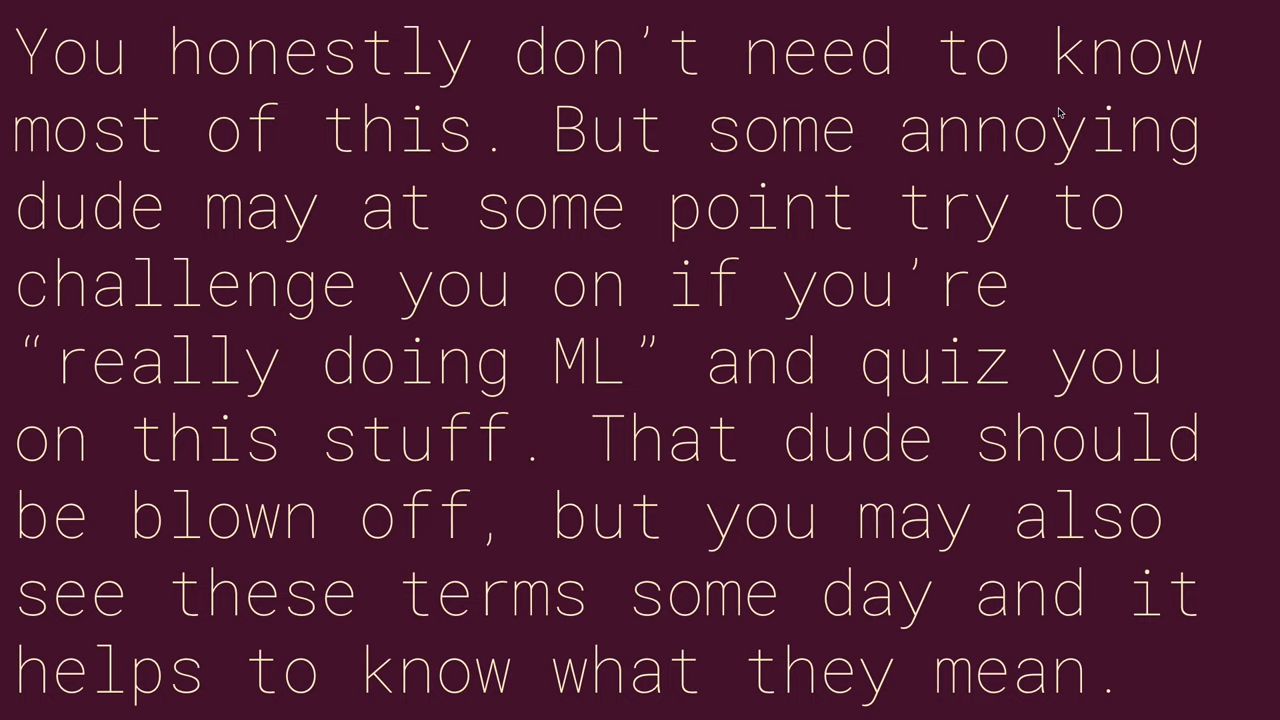 You honestly don’t need to know
most of this. But some annoying
dude may at some point try to
challenge you on if you’re
“really doing ML” and quiz you
on this stuff. That dude should
be blown off, but you may also
see these terms some day and it
helps to know what they mean.